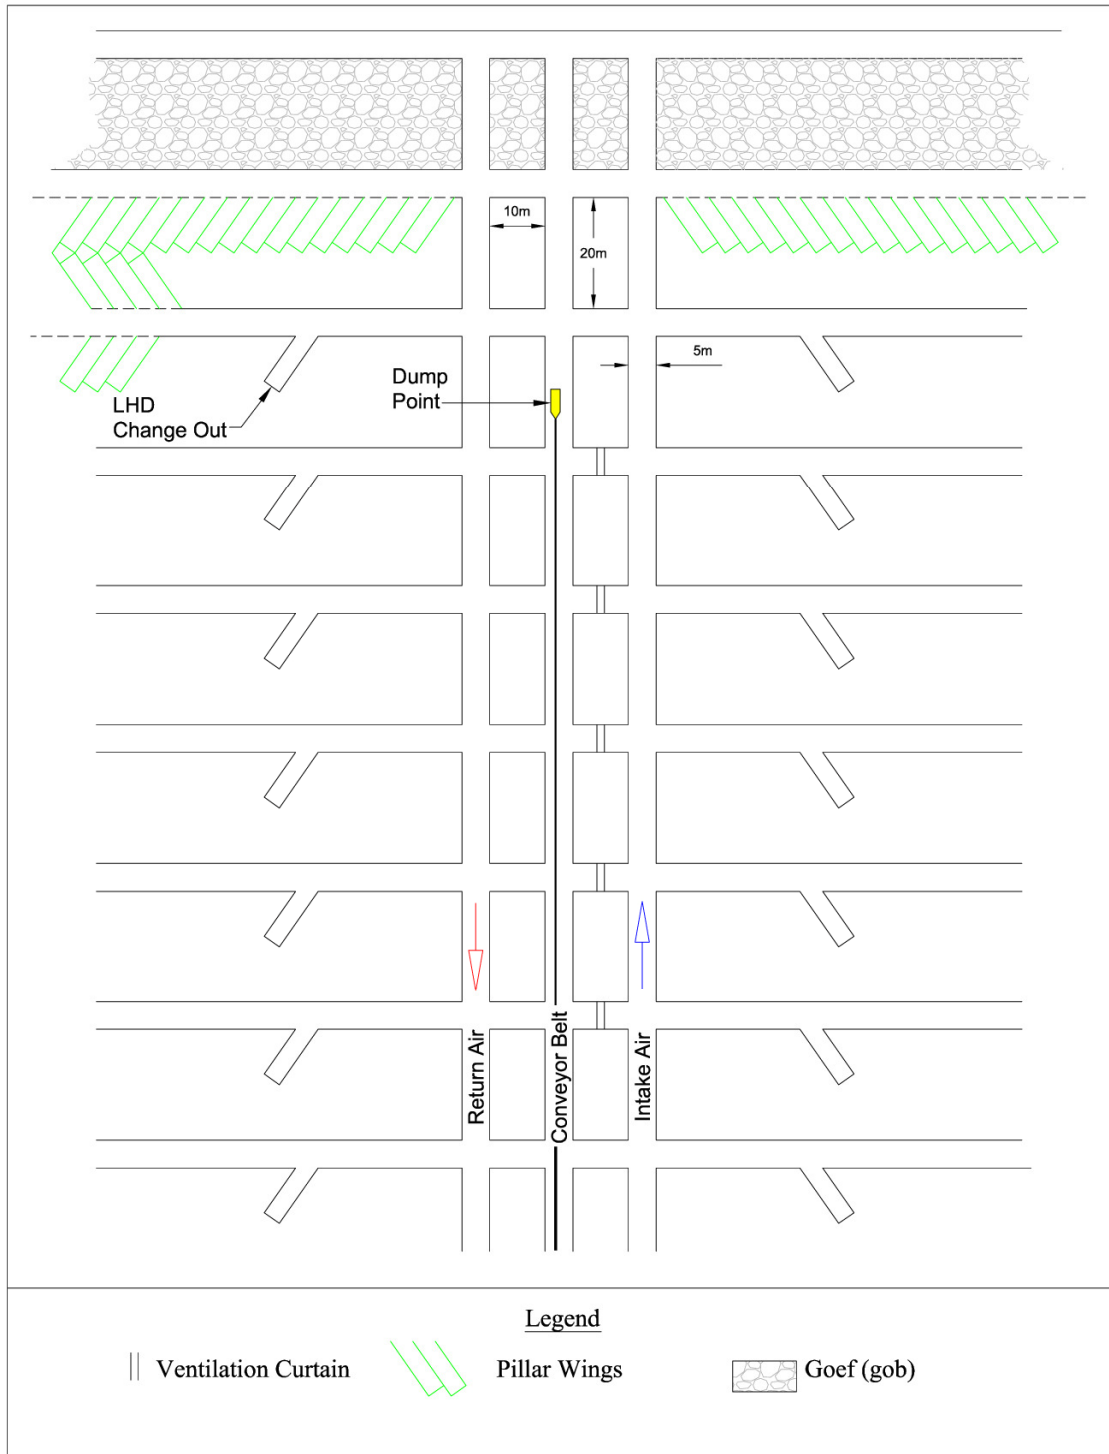 10m
20m
5m
Dump
Point
LHD
Change Out
Return Air
Conveyor Belt
Intake Air
Legend
Ventilation Curtain
Pillar Wings
Goef (gob)